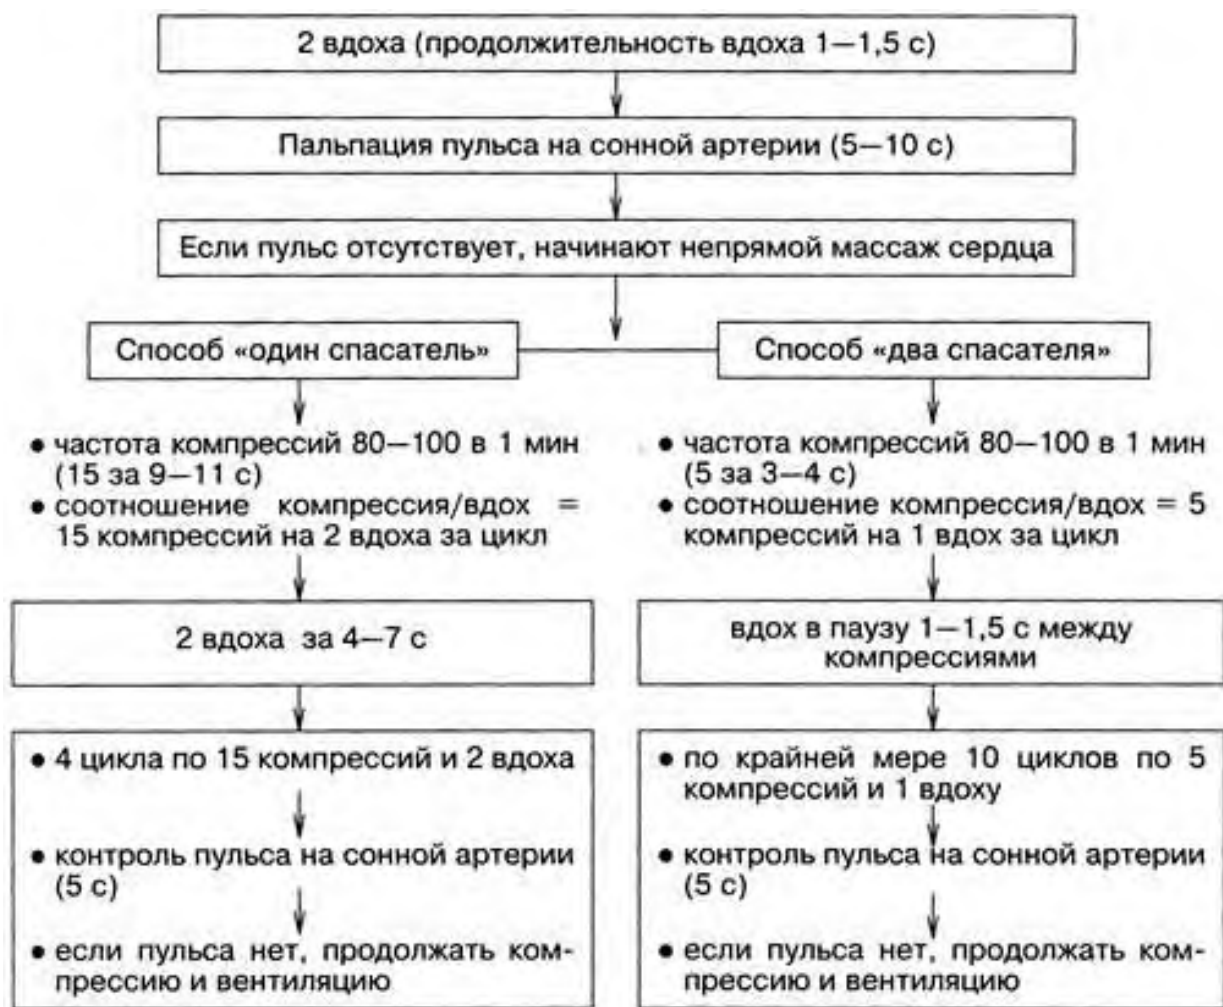 2 вдоха (продолжительность вдоха 1—1,5 с)
Пальпация пульса на сонной артерии (5—10 с)
Если пульс отсутствует, начинают непрямой массаж сердца
Способ «один спасатель»
• частота компрессий 80—100 в 1 мин
(15 за 9—11 с)
• соотношение компрессия/вдох =
15 компрессий на 2 вдоха за цикл
2 вдоха за 4—7 с
• 4 цикла по 15 компрессий и 2 вдоха
• контроль пульса на сонной артерии
(5 с)
• если пульса нет, продолжать ком-
прессию и вентиляцию
Способ «два спасателя»
• частота компрессий 80—100 в 1 мин
(5 за 3—4 с)
• соотношение компрессия/вдох = 5
компрессий на 1 вдох за цикл
вдох в паузу 1—1,5 с между
компрессиями
• по крайней мере 10 циклов по 5
компрессий и 1 вдоху
• контроль пульса на сонной артерии
(5 с)
• если пульса нет, продолжать ком-
прессию и вентиляцию